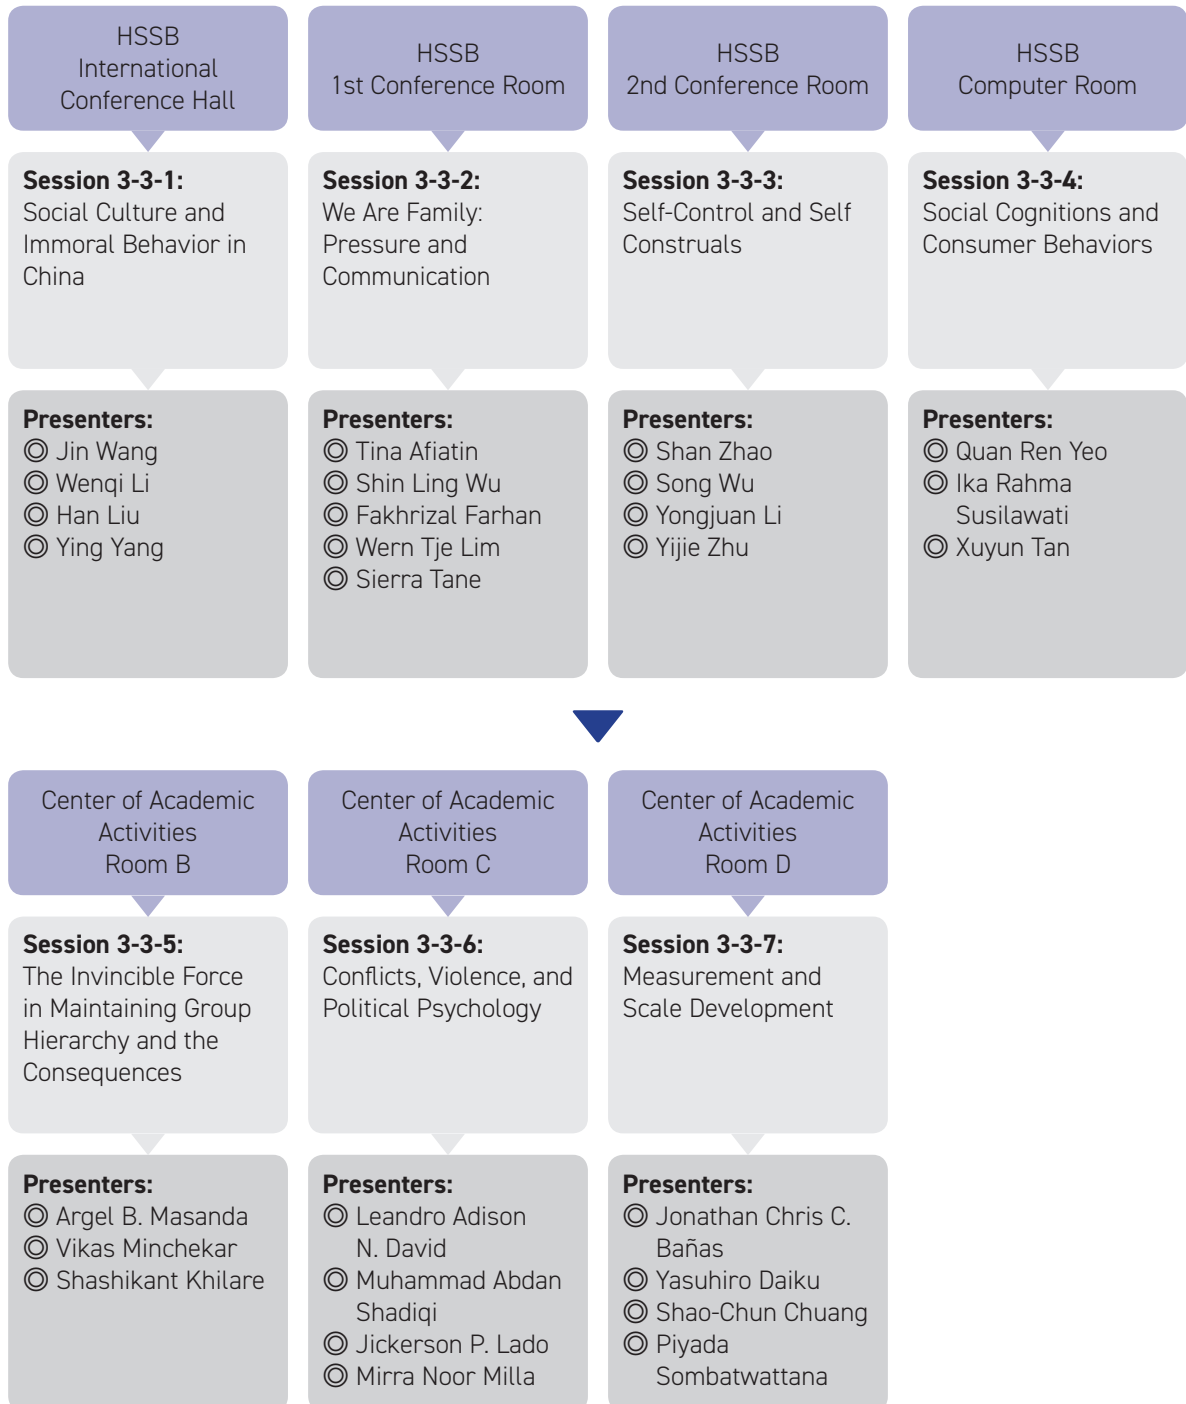 HSSB
International
Conference Hall
Session 3-3-1:
Social Culture and
Immoral Behavior in
China
Presenters:
◎ Jin Wang
◎ Wenqi Li
◎ Han Liu
◎ Ying Yang
HSSB
1st Conference Room
Session 3-3-2:
We Are Family:
Pressure and
Communication
Presenters:
◎ Tina Afiatin
◎ Shin Ling Wu
◎ Fakhrizal Farhan
◎ Wern Tje Lim
◎ Sierra Tane
HSSB
2nd Conference Room
Session 3-3-3:
Self-Control and Self
Construals
Presenters:
◎ Shan Zhao
◎ Song Wu
◎ Yongjuan Li
◎ Yijie Zhu
HSSB
Computer Room
Session 3-3-4:
Social Cognitions and
Consumer Behaviors
Presenters:
◎ Quan Ren Yeo
◎ Ika Rahma
Susilawati
◎ Xuyun Tan
Center of Academic
Activities
Room B
Session 3-3-5:
The Invincible Force
in Maintaining Group
Hierarchy and the
Consequences
Presenters:
◎ Argel B. Masanda
◎ Vikas Minchekar
◎ Shashikant Khilare
Center of Academic
Activities
Room C
Session 3-3-6:
Conflicts, Violence, and
Political Psychology
Presenters:
◎ Leandro Adison
N. David
◎ Muhammad Abdan
Shadiqi
◎ Jickerson P. Lado
◎ Mirra Noor Milla
Center of Academic
Activities
Room D
Session 3-3-7:
Measurement and
Scale Development
Presenters:
◎ Jonathan Chris C.
Bañas
◎ Yasuhiro Daiku
◎ Shao-Chun Chuang
◎ Piyada
Sombatwattana